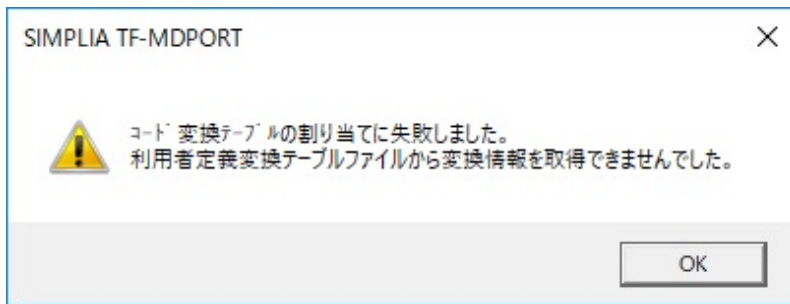 SIMPLIA TF-MDPORT
ｺｰﾄﾞ変換ﾃｰﾌﾞﾙの割り当てに失敗しました。
利用者定義変換テーブルファイルから変換情報を取得できませんでした。
OK